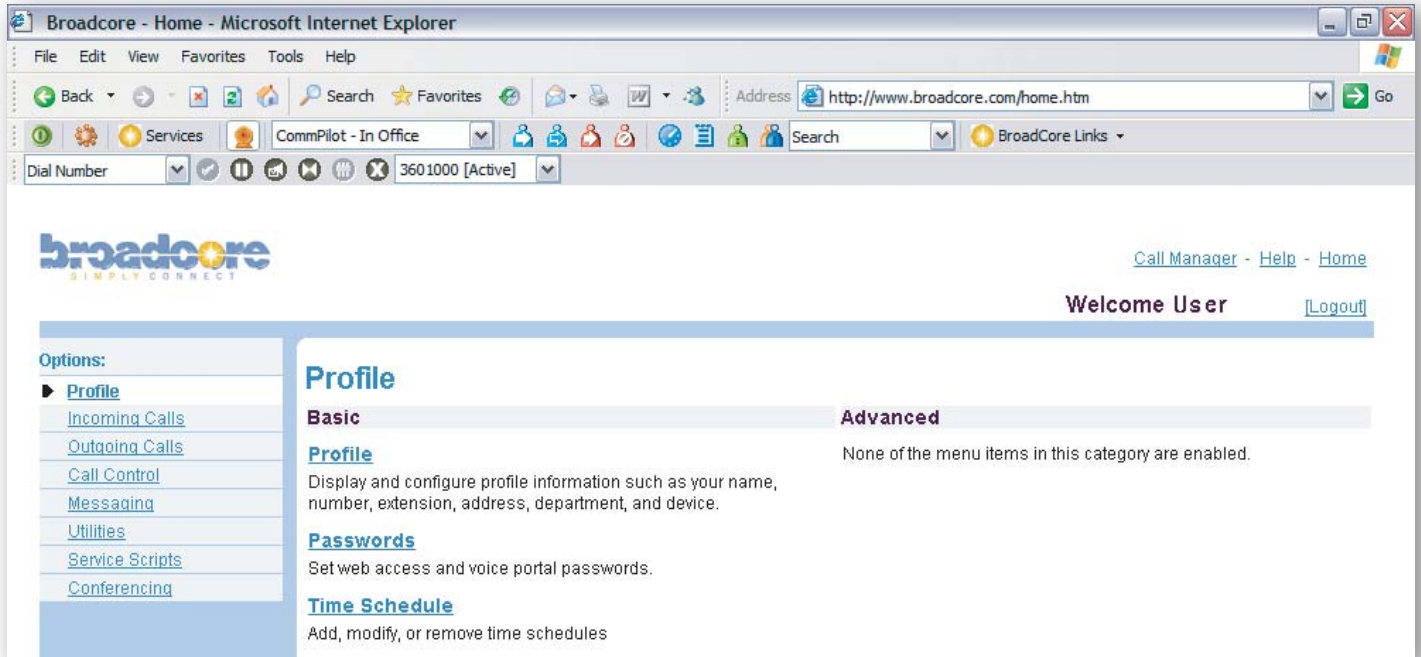 Broadcore - Home - Microsoft Internet Explorer
File Edit View Favorites Tools Help
Back Search Favorites Address http://www.broadcore.com/home.htm Go
Services CommPilot - In Office Search BroadCore Links
Dial Number 3601000 [Active]
broadcore
SIMPLY CONNECT
Call Manager - Help - Home
Welcome User [Logout]
Options:
Profile
Incoming Calls
Outgoing Calls
Call Control
Messaging
Utilities
Service Scripts
Conferencing
Profile
Basic
Profile
Display and configure profile information such as your name,
number, extension, address, department, and device.
Passwords
Set web access and voice portal passwords.
Time Schedule
Add, modify, or remove time schedules
Advanced
None of the menu items in this category are enabled.